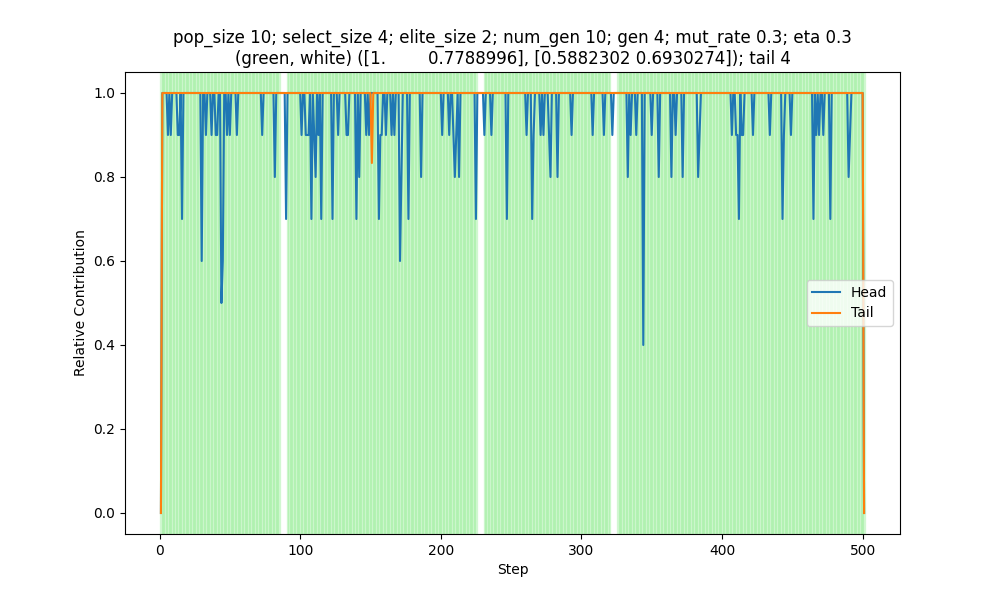 pop_size 10; select_size 4; elite_size 2; num_gen 10; gen 4; mut_rate 0.3; eta 0.3
(green, white) ([1.        0.7788996], [0.5882302 0.6930274]); tail 4
1.0
0.8
0.6
0.4
0.2
0.0
Relative Contribution
Head
Tail
0
100
200
300
400
500
Step